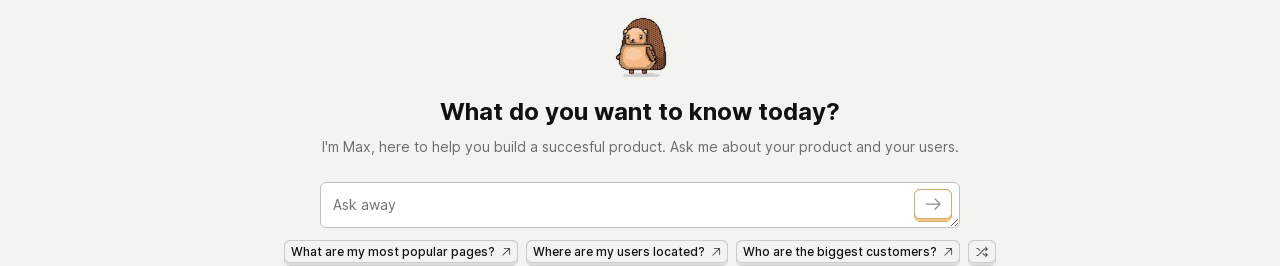 What do you want to know today?
I'm Max, here to help you build a succesful product. Ask me about your product and your users.
Ask away
What are my most popular pages? Where are my users located? Who are the biggest customers?